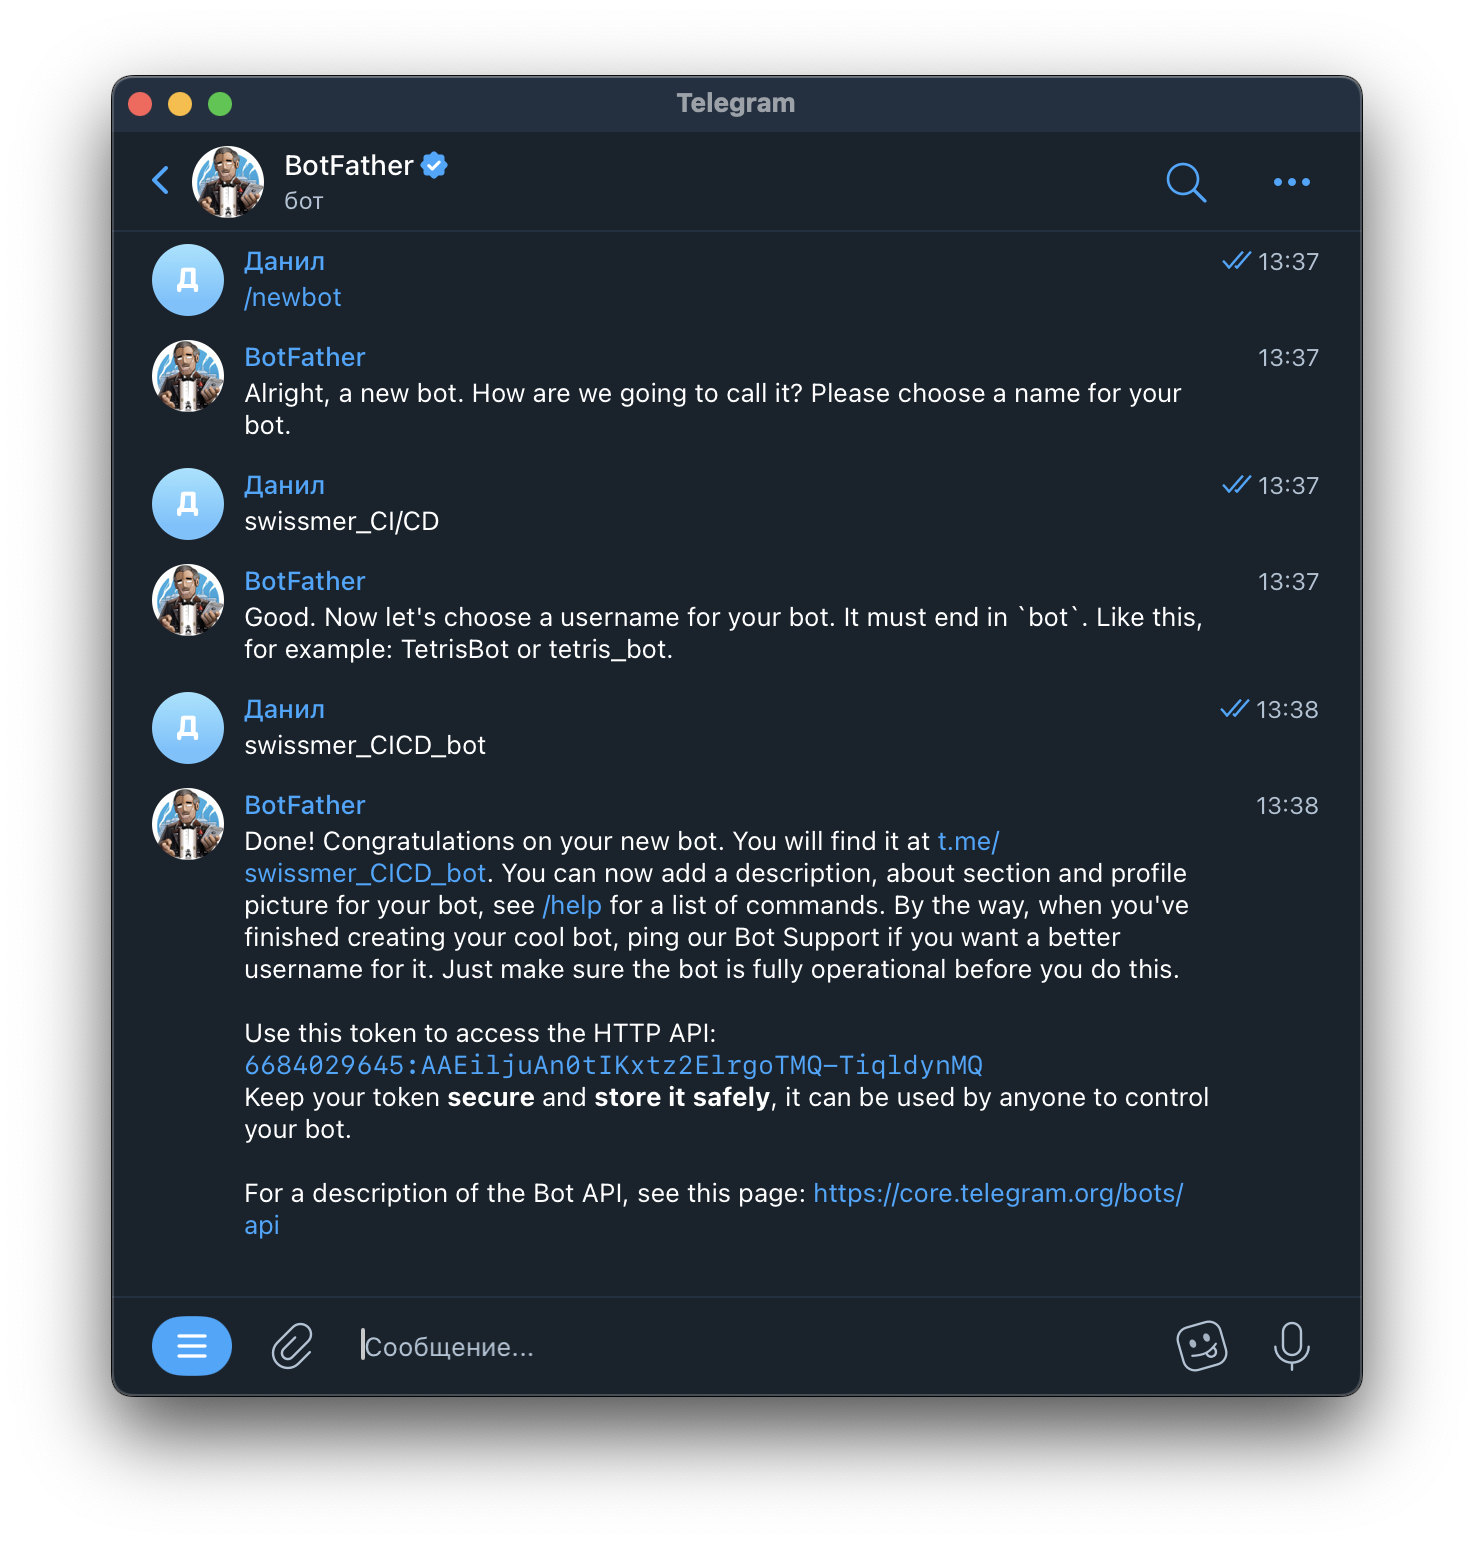 Telegram
BotFather
бот
Д
Данил
13:37
/newbot
BotFather
13:37
Alright, a new bot. How are we going to call it? Please choose a name for your
bot.
Д
Данил
13:37
swissmer_CI/CD
BotFather
13:37
Good. Now let's choose a username for your bot. It must end in `bot`. Like this,
for example: TetrisBot or tetris_bot.
Д
Данил
13:38
swissmer_CICD_bot
BotFather
13:38
Done! Congratulations on your new bot. You will find it at t.me/
swissmer_CICD_bot. You can now add a description, about section and profile
picture for your bot, see /help for a list of commands. By the way, when you've
finished creating your cool bot, ping our Bot Support if you want a better
username for it. Just make sure the bot is fully operational before you do this.
Use this token to access the HTTP API:
6684029645:AAEiljuAn0tIKxtz2ElrgoTMQ-TiqldynMQ
Keep your token secure and store it safely, it can be used by anyone to control
your bot.
For a description of the Bot API, see this page: https://core.telegram.org/bots/
api
Сообщение...